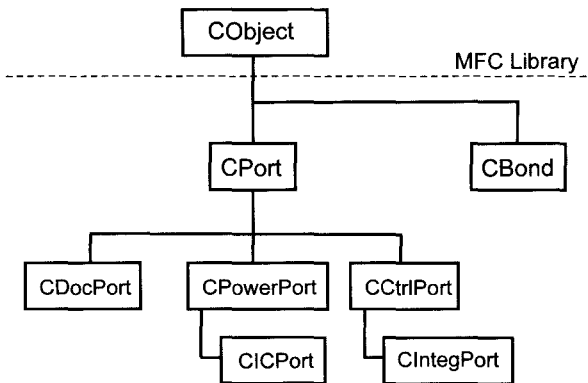 CObject
MFC Library
CPort
CBond
CDocPort
CPowerPort
CCtrlPort
CICPort
CIntegPort